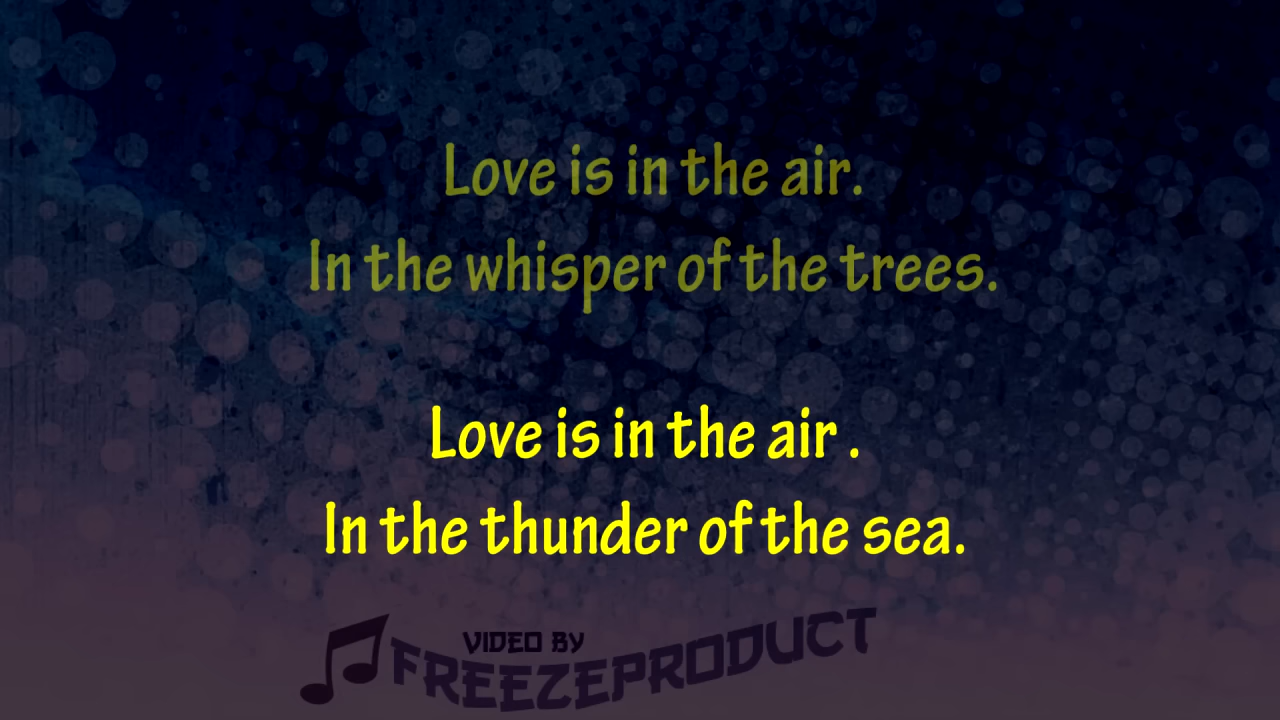 Love is in the air.
In the whisper of the trees.
Love is in the air .
In the thunder of the sea.
VIDEO BY
FREEZEPRODUCT